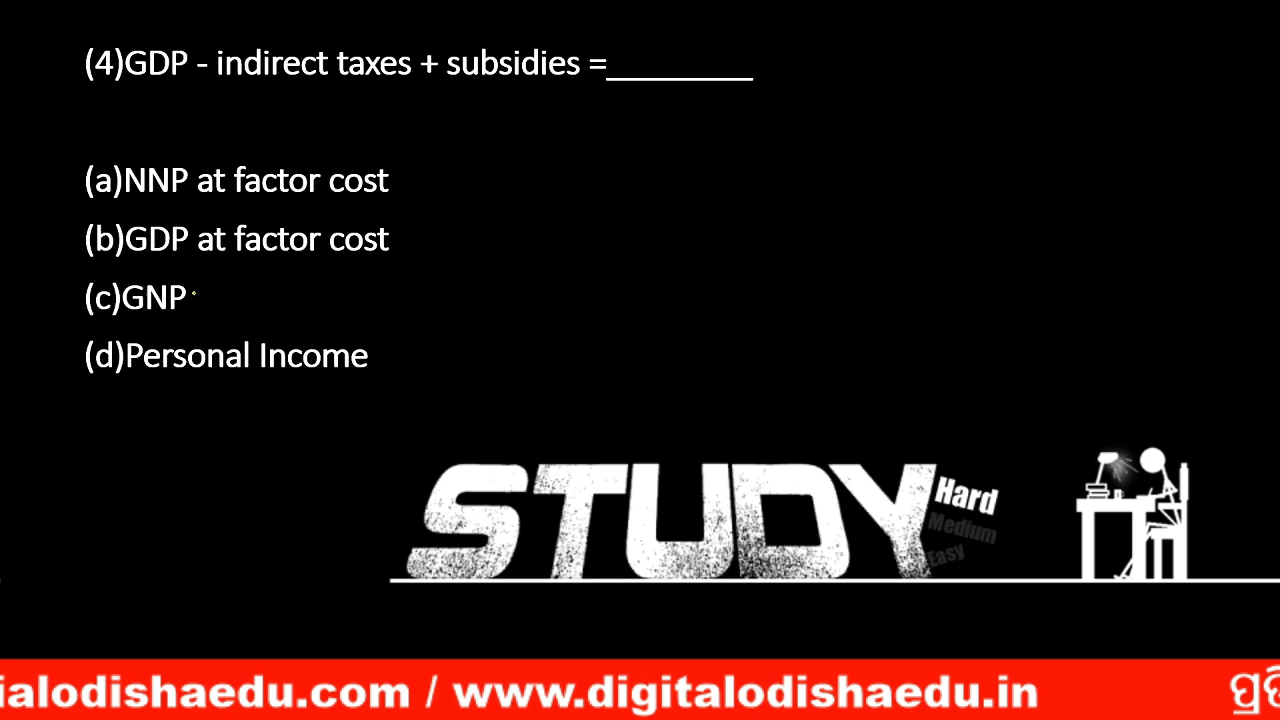 (4)GDP - indirect taxes + subsidies =________
(a)NNP at factor cost
(b)GDP at factor cost
(c)GNP
(d)Personal Income
STUDY Hard
Medium
Easy
ialodishaedu.com / www.digitalodishaedu.in